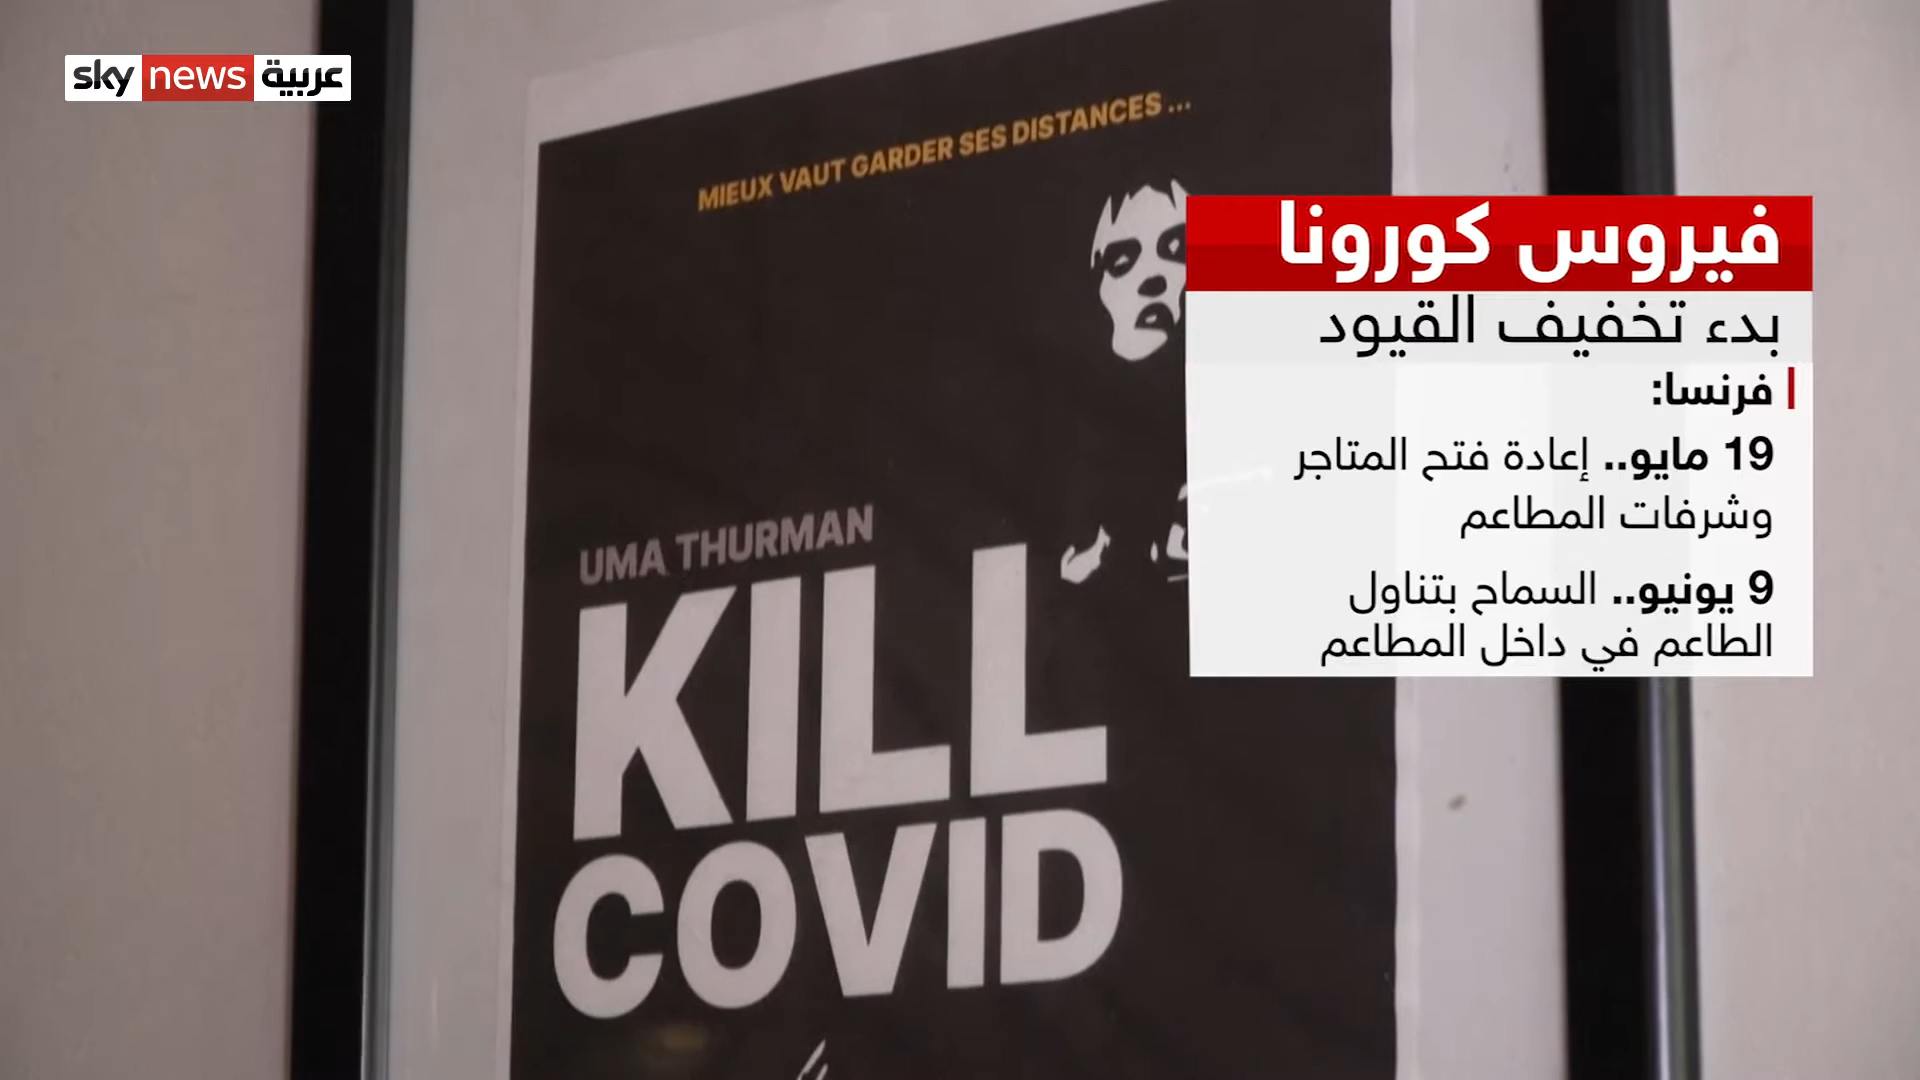 sky news عربية
MIEUX VAUT GARDER SES DISTANCES ...
UMA THURMAN
KILL
COVID
فيروس كورونا
بدء تخفيف القيود
فرنسا:
19 مايو.. إعادة فتح المتاجر
وشرفات المطاعم
9 يونيو.. السماح بتناول
الطاعم في داخل المطاعم